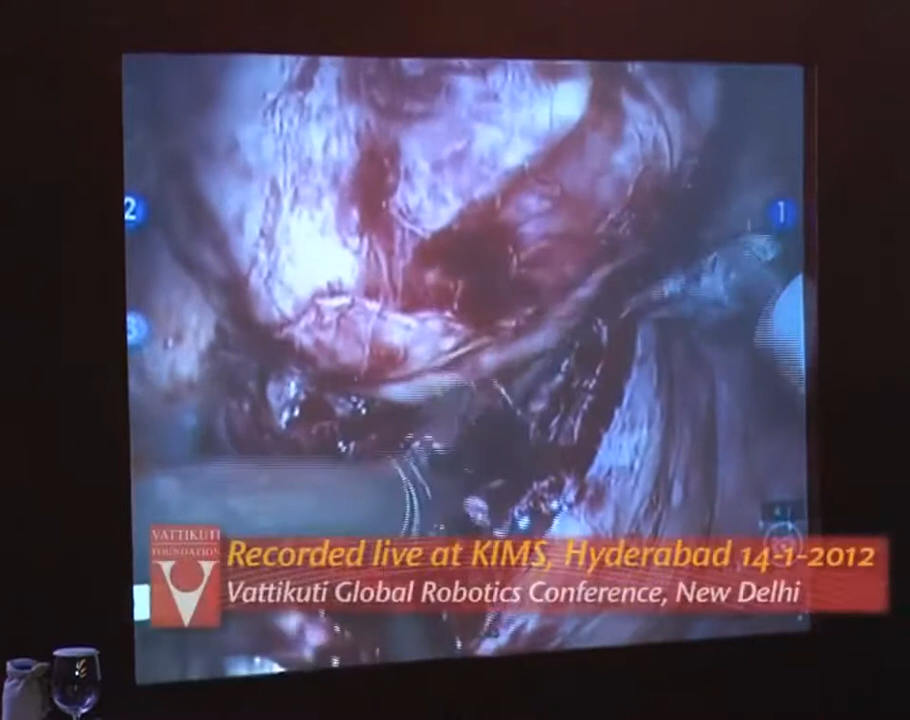 2
1
3
VATTIKUTI
FOUNDATION
Recorded live at KIMS, Hyderabad 14-1-2012
Vattikuti Global Robotics Conference, New Delhi